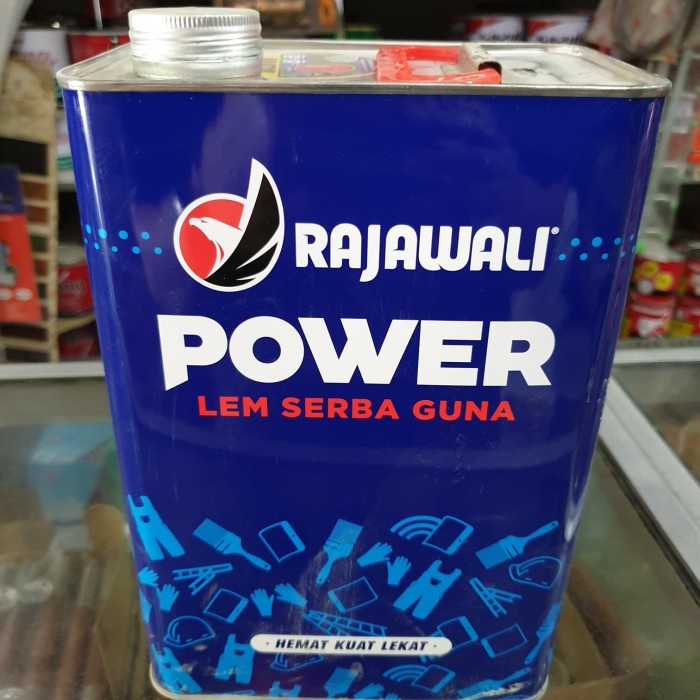 RAJAWALI
POWER
LEM SERBA GUNA
· HEMAT KUAT LEKAT ·